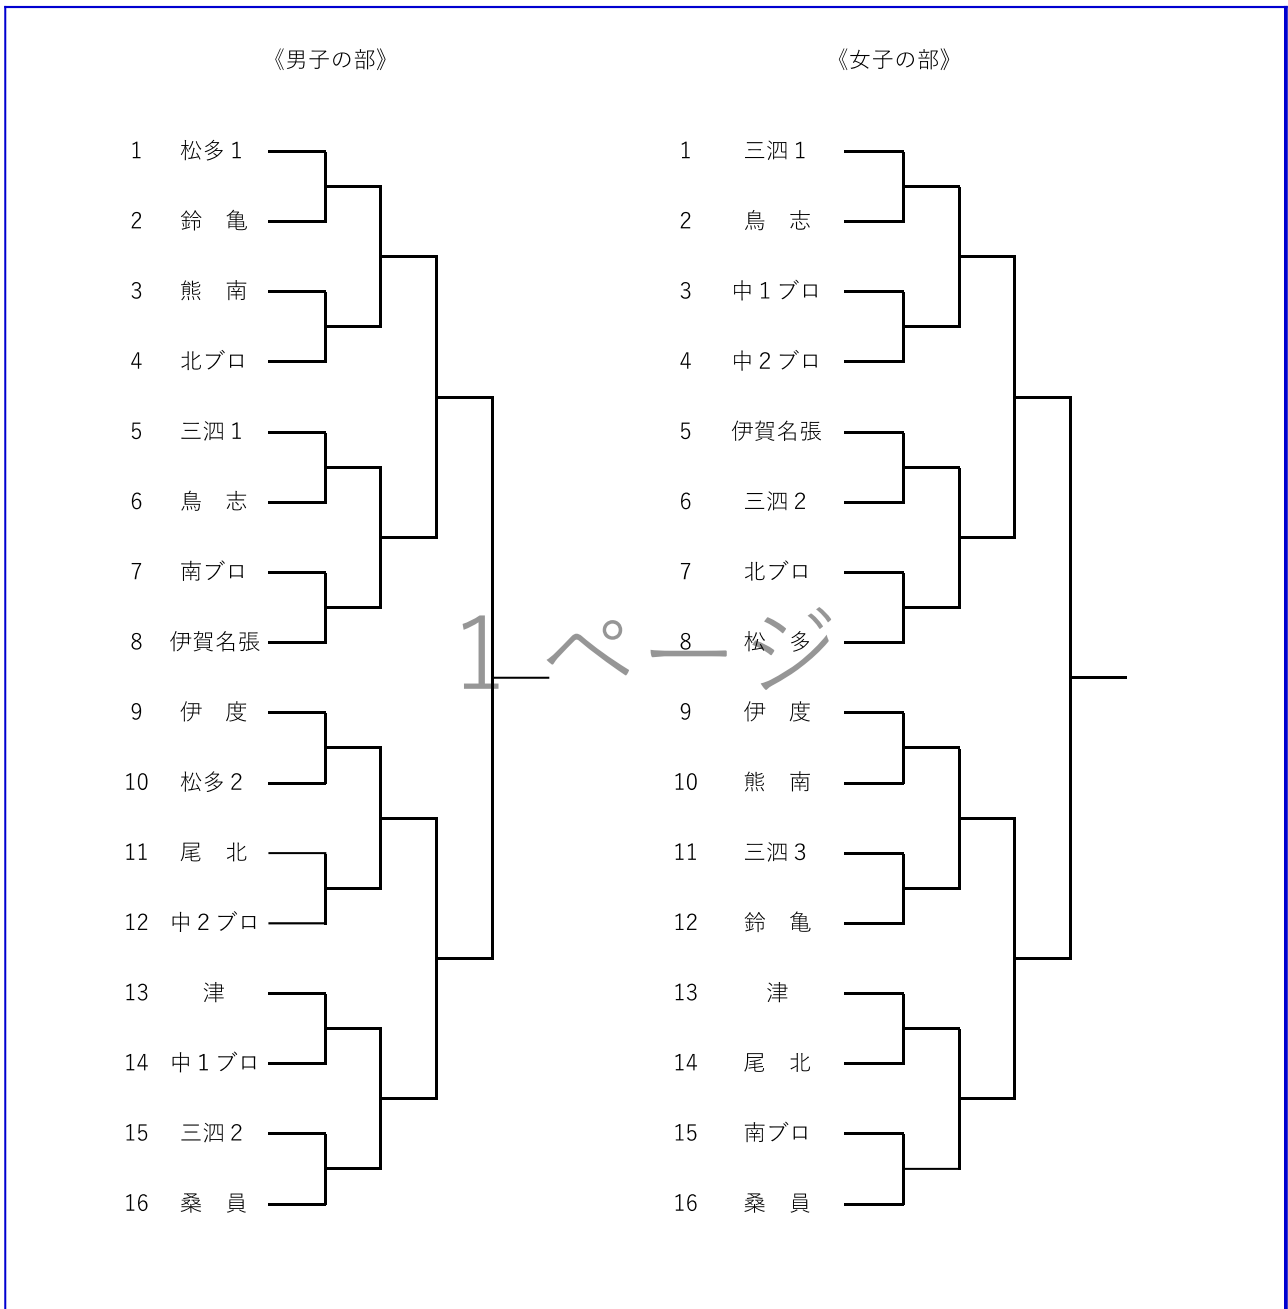 《男子の部》 《女子の部》
1 松多１ 1 三泗１
2 鈴　亀 2 鳥　志
3 熊　南 3 中１ブロ
4 北ブロ 4 中２ブロ
5 三泗１ 5 伊賀名張
6 鳥　志 6 三泗２
7 南ブロ 7 北ブロ
8 伊賀名張 8 松　多
1 ページ
9 伊　度 9 伊　度
10 松多２ 10 熊　南
11 尾　北 11 三泗３
12 中２ブロ 12 鈴　亀
13 津 13 津
14 中１ブロ 14 尾　北
15 三泗２ 15 南ブロ
16 桑　員 16 桑　員